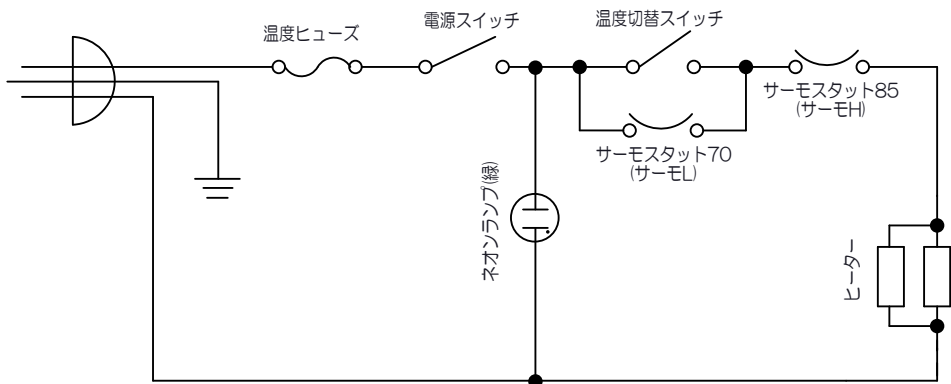 温度ヒューズ
電源スイッチ
温度切替スイッチ
サーモスタット85
(サーモH)
サーモスタット70
(サーモL)
ネオンランプ(緑)
ヒーター